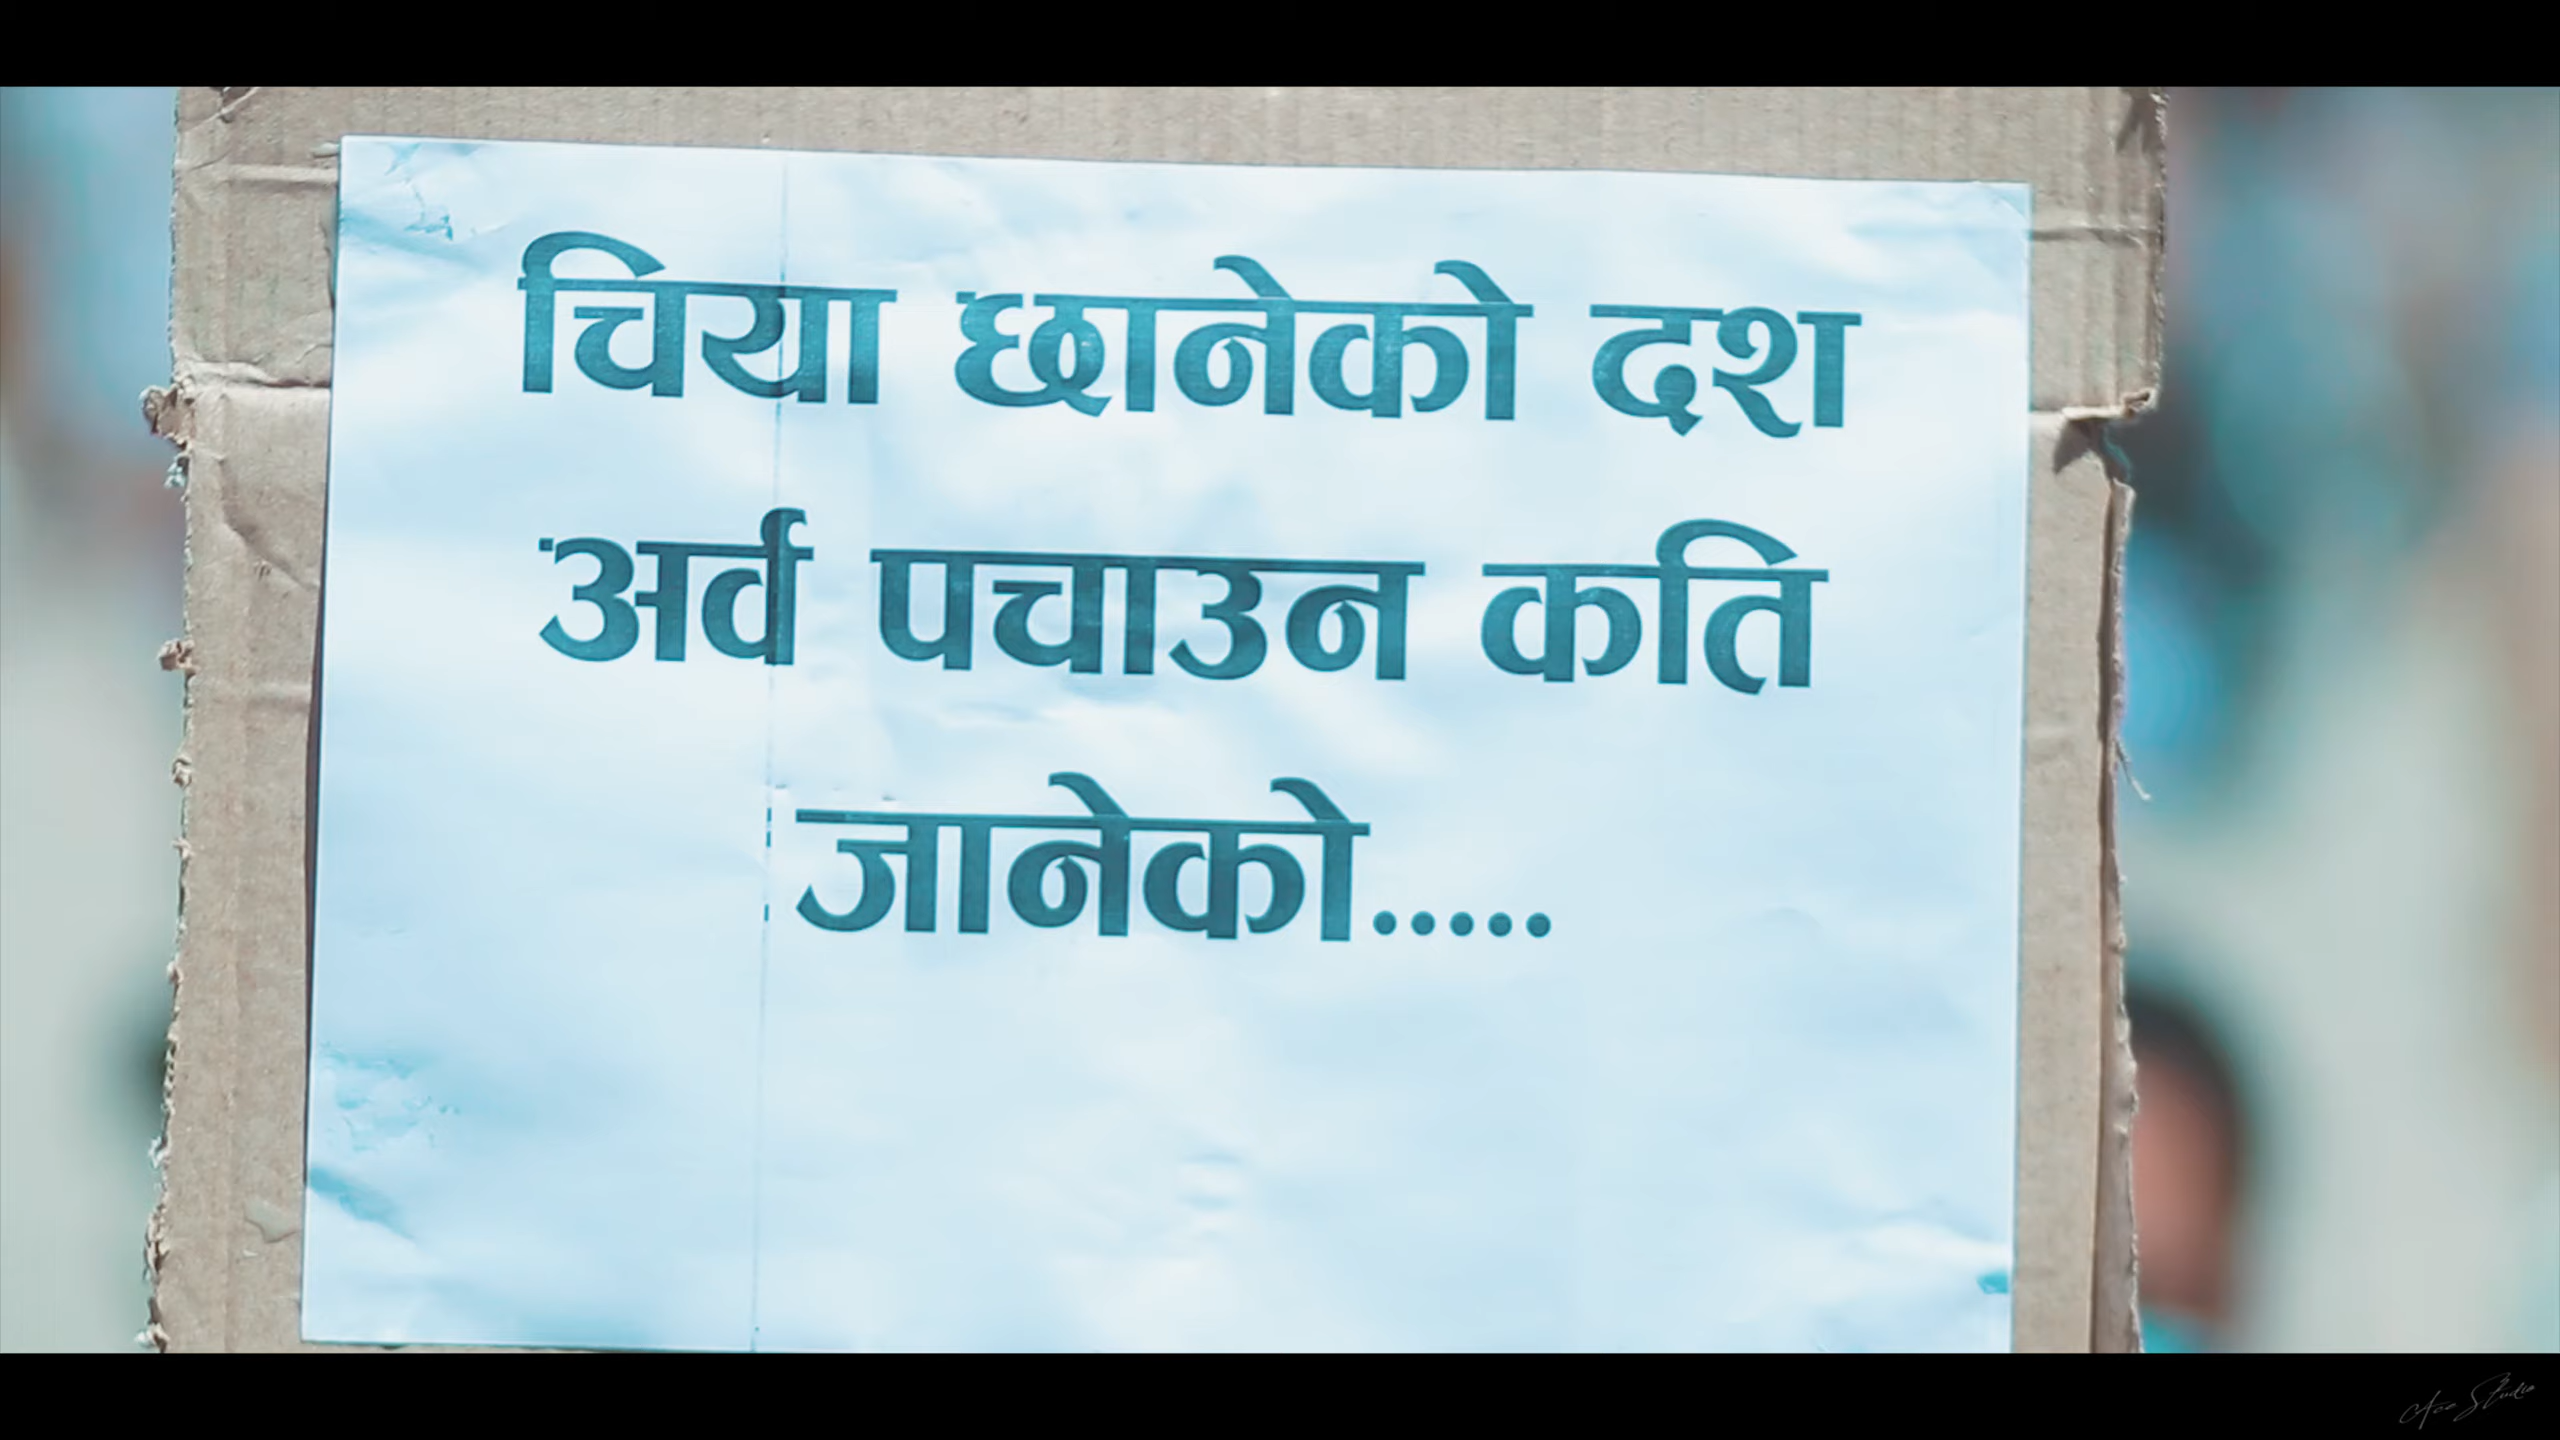 चिया छानेको दश
अर्व पचाउन कति
जानेको.....